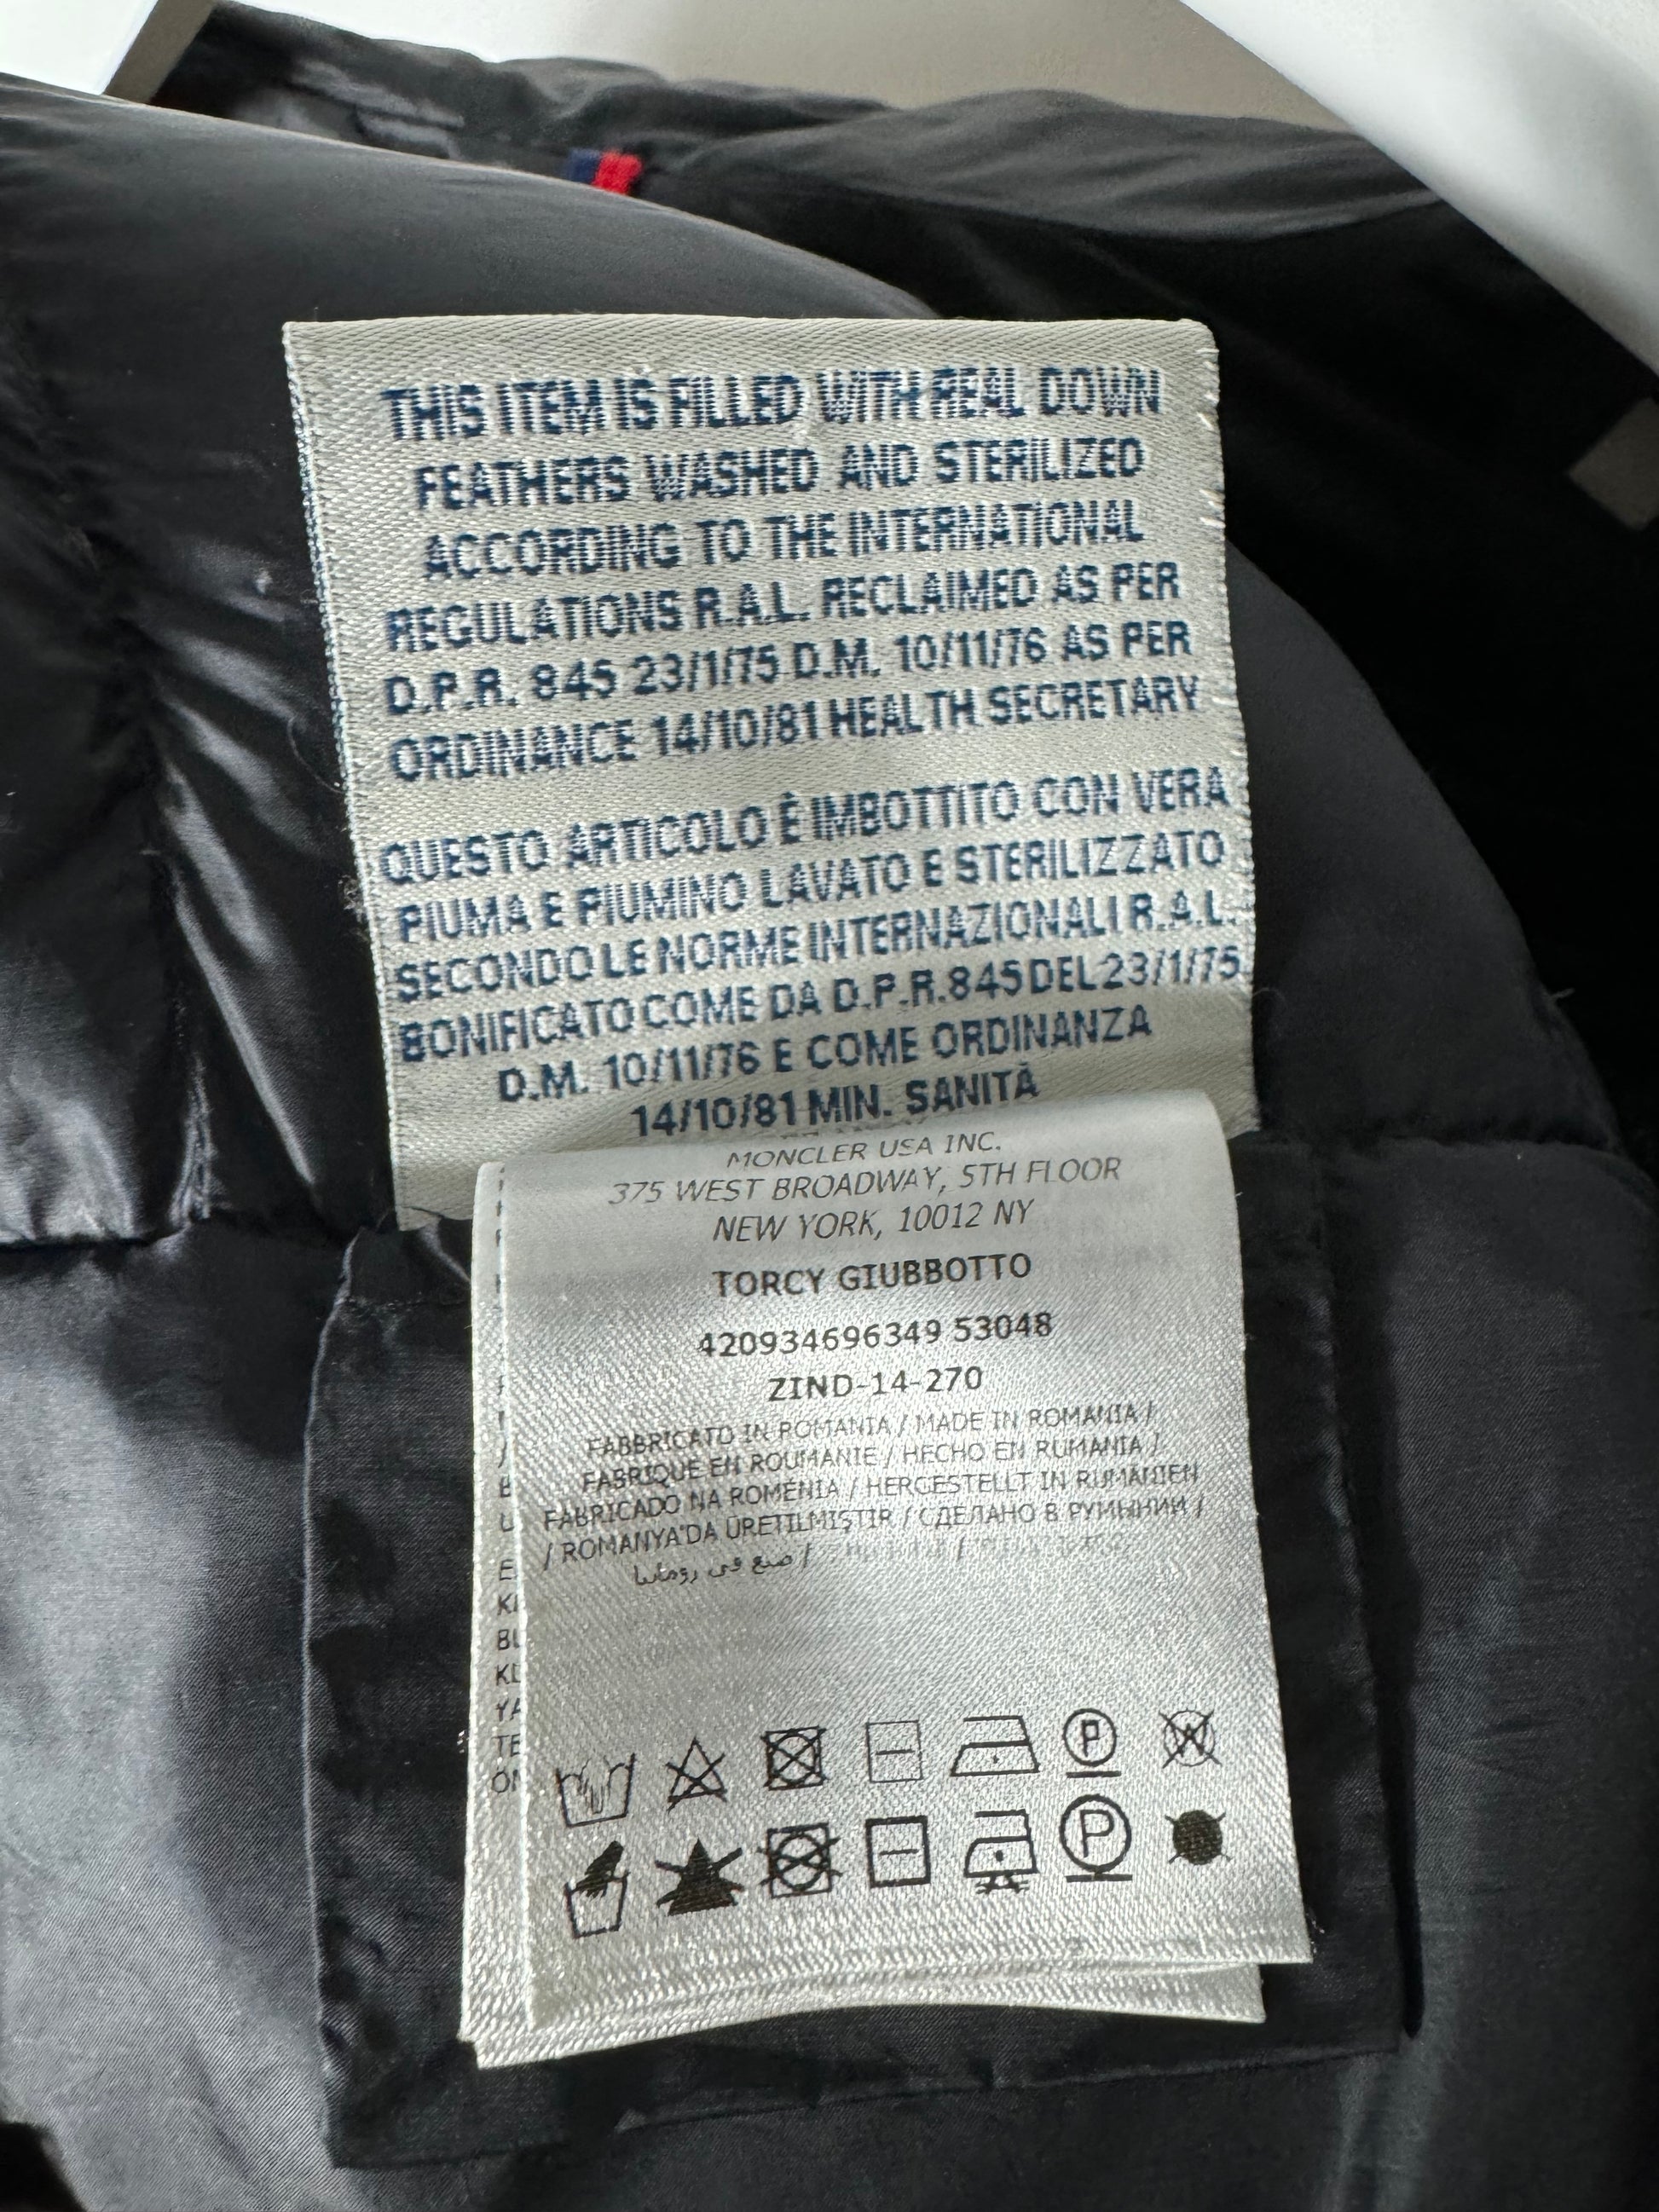 THIS ITEM IS FILLED WITH REAL DOWN
FEATHERS WASHED AND STERILIZED
ACCORDING TO THE INTERNATIONAL
REGULATIONS R.A.L. RECLAIMED AS PER
D.P.R. 845 23/1/75 D.M. 10/11/76 AS PER
ORDINANCE 14/10/81 HEALTH SECRETARY
QUESTO ARTICOLO È IMBOTTITO CON VERA
PIUMA E PIUMINO LAVATO E STERILIZZATO
SECONDO LE NORME INTERNAZIONALI R.A.L.
BONIFICATO COME DA D.P.R. 845 DEL 23/1/75
D.M. 10/11/76 E COME ORDINANZA
14/10/81 MIN. SANITÀ
MONCLER USA INC.
375 WEST BROADWAY, 5TH FLOOR
NEW YORK, 10012 NY
TORCY GIUBBOTTO
420934696349 53048
ZIND-14-270
FABBRICATO IN ROMANIA / MADE IN ROMANIA /
FABRIQUE EN ROUMANIE / HECHO EN RUMANIA /
FABRICADO NA ROMÉNIA / HERGESTELLT IN RUMÄNIEN
/ ROMANYA'DA ÜRETILMIŞTIR / СДЕЛАНО В РУМЫНИИ /
/ صنع في رومانيا
P
W
P